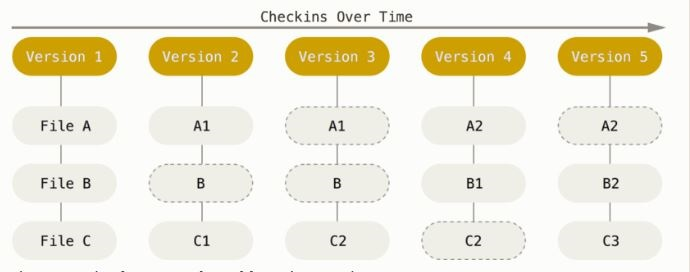 Checkins Over Time
Version 1 Version 2 Version 3 Version 4 Version 5
File A A1 A1 A2 A2
File B B B B1 B2
File C C1 C2 C2 C3